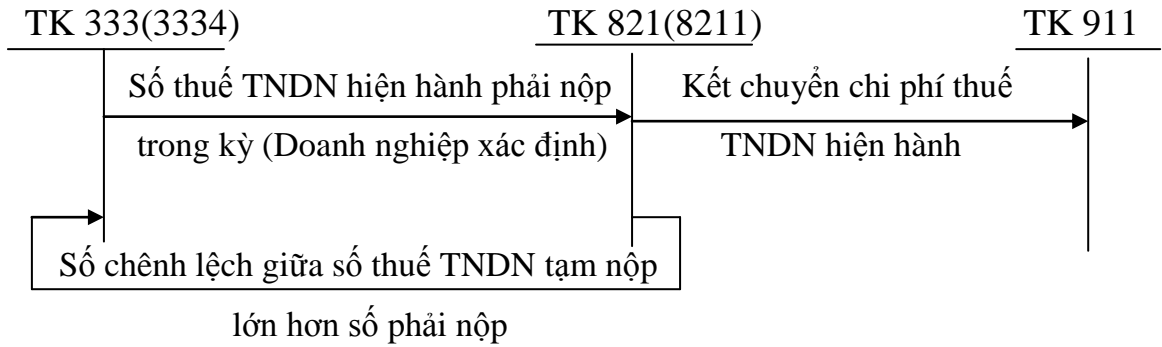 TK 333(3334) TK 821(8211) TK 911
Số thuế TNDN hiện hành phải nộp
trong kỳ (Doanh nghiệp xác định)
Kết chuyển chi phí thuế
TNDN hiện hành
Số chênh lệch giữa số thuế TNDN tạm nộp
lớn hơn số phải nộp